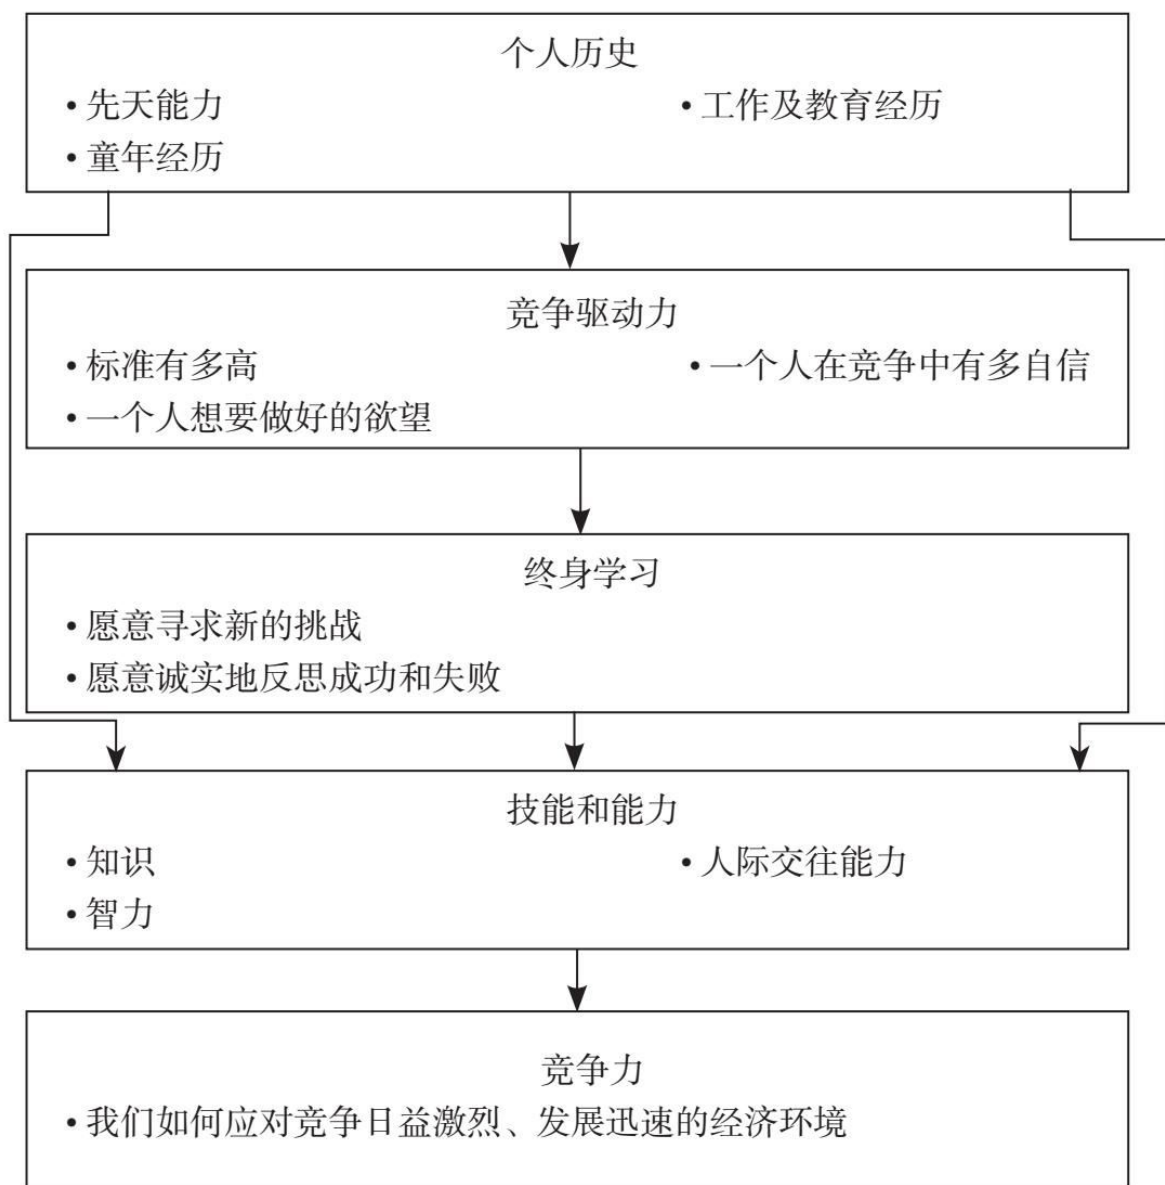 个人历史
• 先天能力
• 工作及教育经历
• 童年经历
竞争驱动力
• 标准有多高
• 一个人在竞争中有多自信
• 一个人想要做好的欲望
终身学习
• 愿意寻求新的挑战
• 愿意诚实地反思成功和失败
技能和能力
• 知识
• 人际交往能力
• 智力
竞争力
• 我们如何应对竞争日益激烈、发展迅速的经济环境